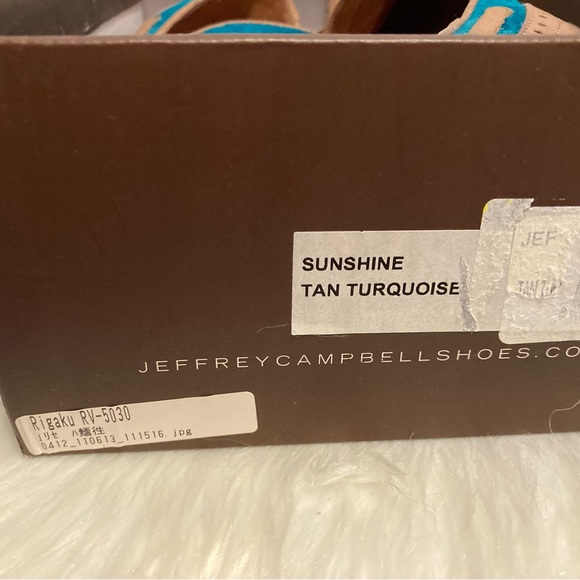 SUNSHINE
TAN TURQUOISE
JEF
JEFFREYCAMPBELLSHOES.CO
Rigaku RV-5030
0412_110613_111516.jpg